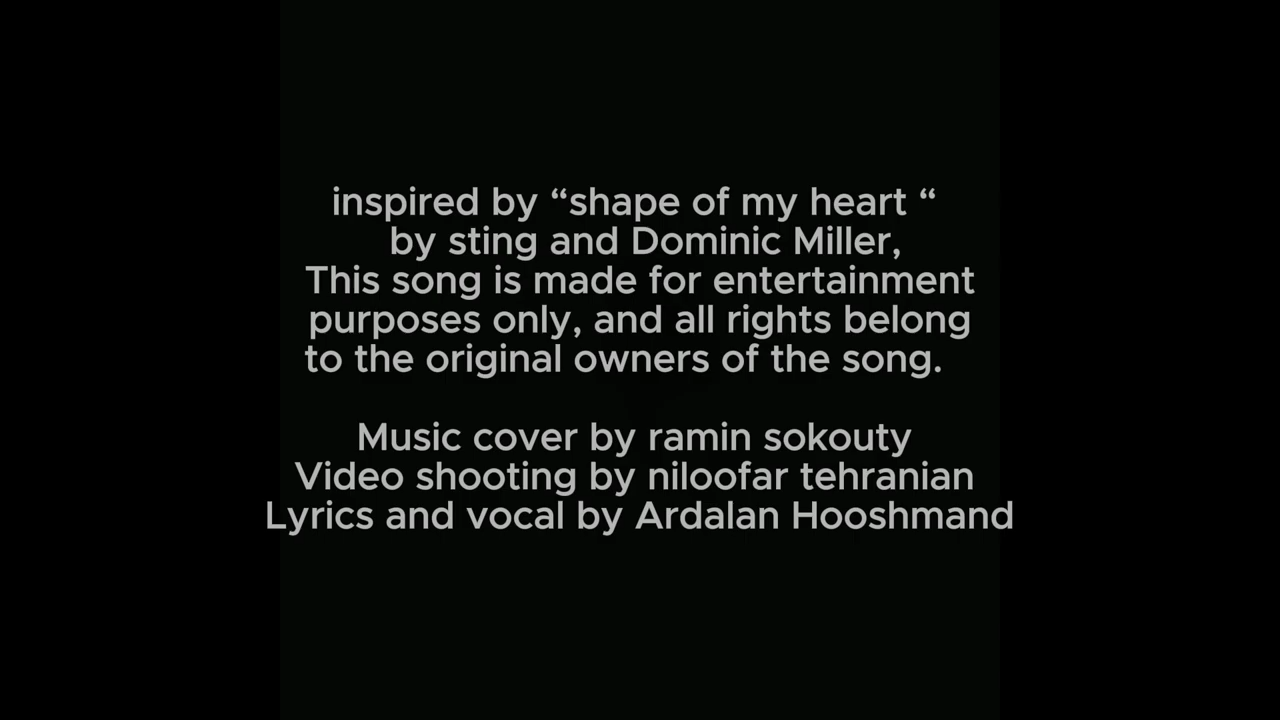 inspired by “shape of my heart “
by sting and Dominic Miller,
This song is made for entertainment
purposes only, and all rights belong
to the original owners of the song.
Music cover by ramin sokouty
Video shooting by niloofar tehranian
Lyrics and vocal by Ardalan Hooshmand